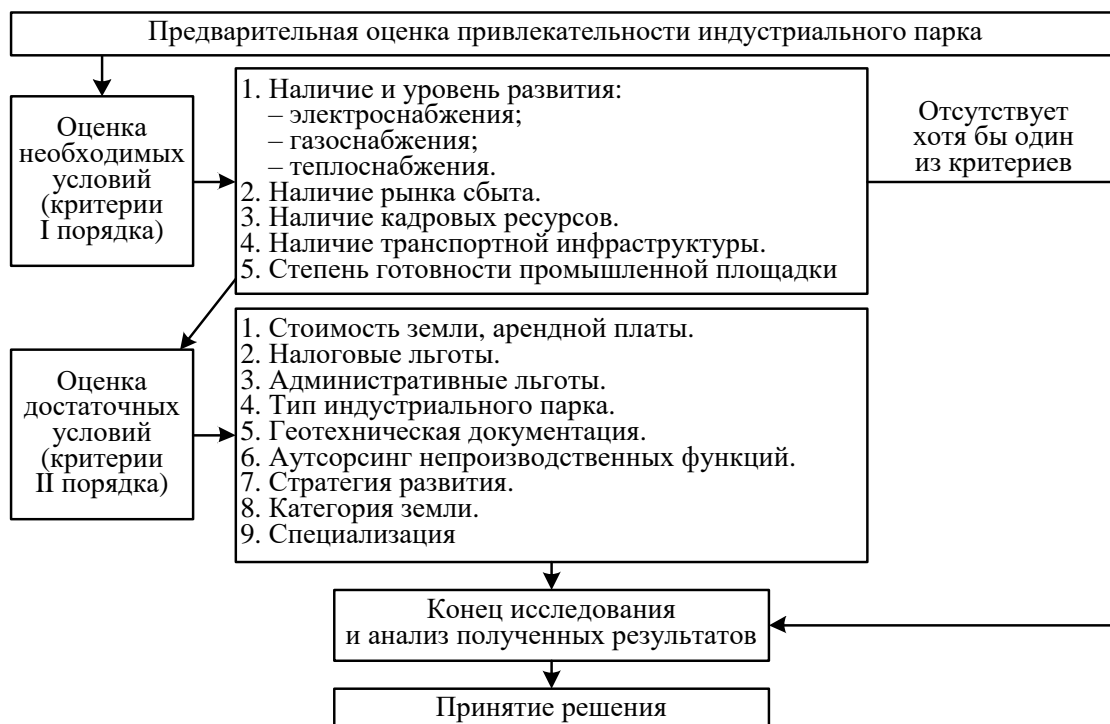 Предварительная оценка привлекательности индустриального парка
Оценка
необходимых
условий
(критерии
I порядка)
1. Наличие и уровень развития:
– электроснабжения;
– газоснабжения;
– теплоснабжения.
2. Наличие рынка сбыта.
3. Наличие кадровых ресурсов.
4. Наличие транспортной инфраструктуры.
5. Степень готовности промышленной площадки
Отсутствует
хотя бы один
из критериев
Оценка
достаточных
условий
(критерии
II порядка)
1. Стоимость земли, арендной платы.
2. Налоговые льготы.
3. Административные льготы.
4. Тип индустриального парка.
5. Геотехническая документация.
6. Аутсорсинг непроизводственных функций.
7. Стратегия развития.
8. Категория земли.
9. Специализация
Конец исследования
и анализ полученных результатов
Принятие решения